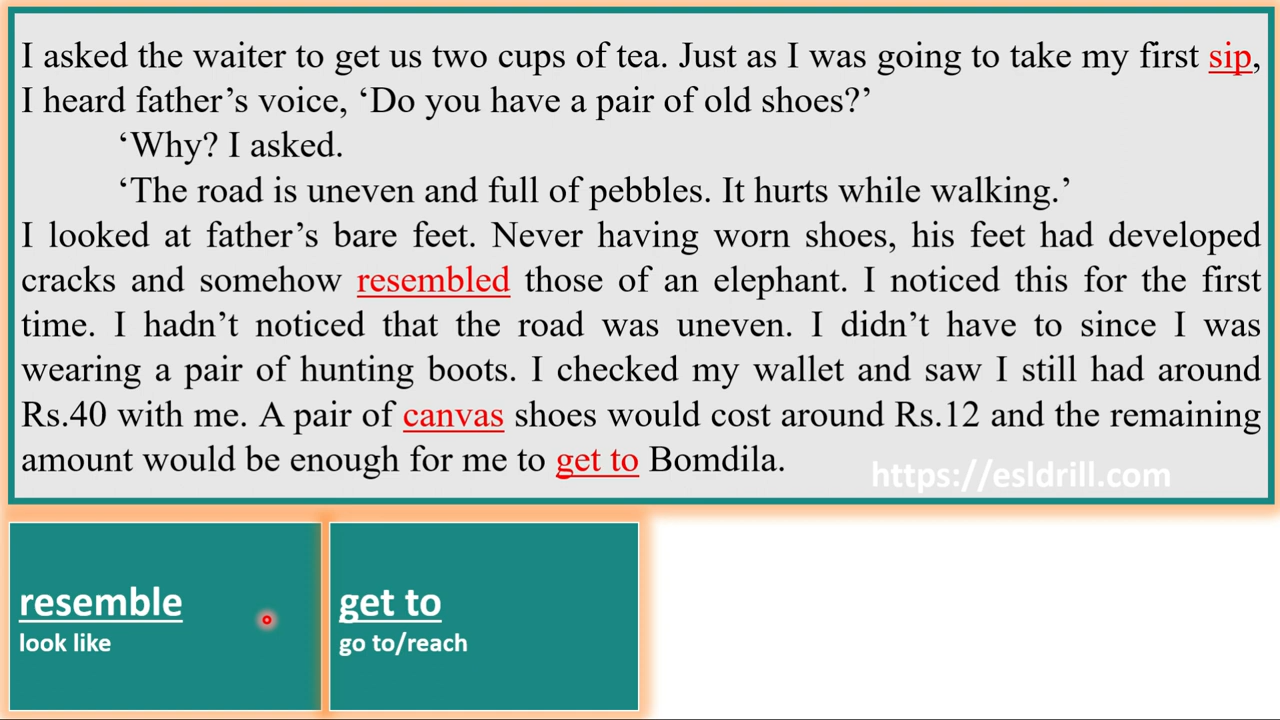 I asked the waiter to get us two cups of tea. Just as I was going to take my first sip,
I heard father’s voice, ‘Do you have a pair of old shoes?’
‘Why? I asked.
‘The road is uneven and full of pebbles. It hurts while walking.’
I looked at father’s bare feet. Never having worn shoes, his feet had developed
cracks and somehow resembled those of an elephant. I noticed this for the first
time. I hadn’t noticed that the road was uneven. I didn’t have to since I was
wearing a pair of hunting boots. I checked my wallet and saw I still had around
Rs.40 with me. A pair of canvas shoes would cost around Rs.12 and the remaining
amount would be enough for me to get to Bomdila.
https://esldrill.com
resemble
look like
get to
go to/reach